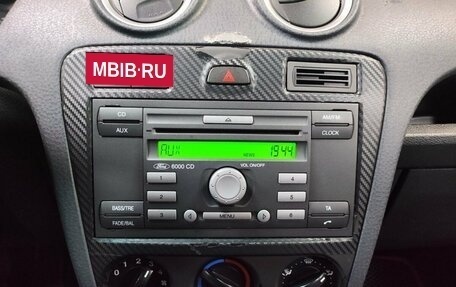 MBIB.RU
CD
AM/FM
AUX
CLOCK
AUX
NEWS
19:44
Ford 6000 CD
VOL ON/OFF
1
4
2
5
3
6
BASS/TRE
TA
FADE/BAL
MENU